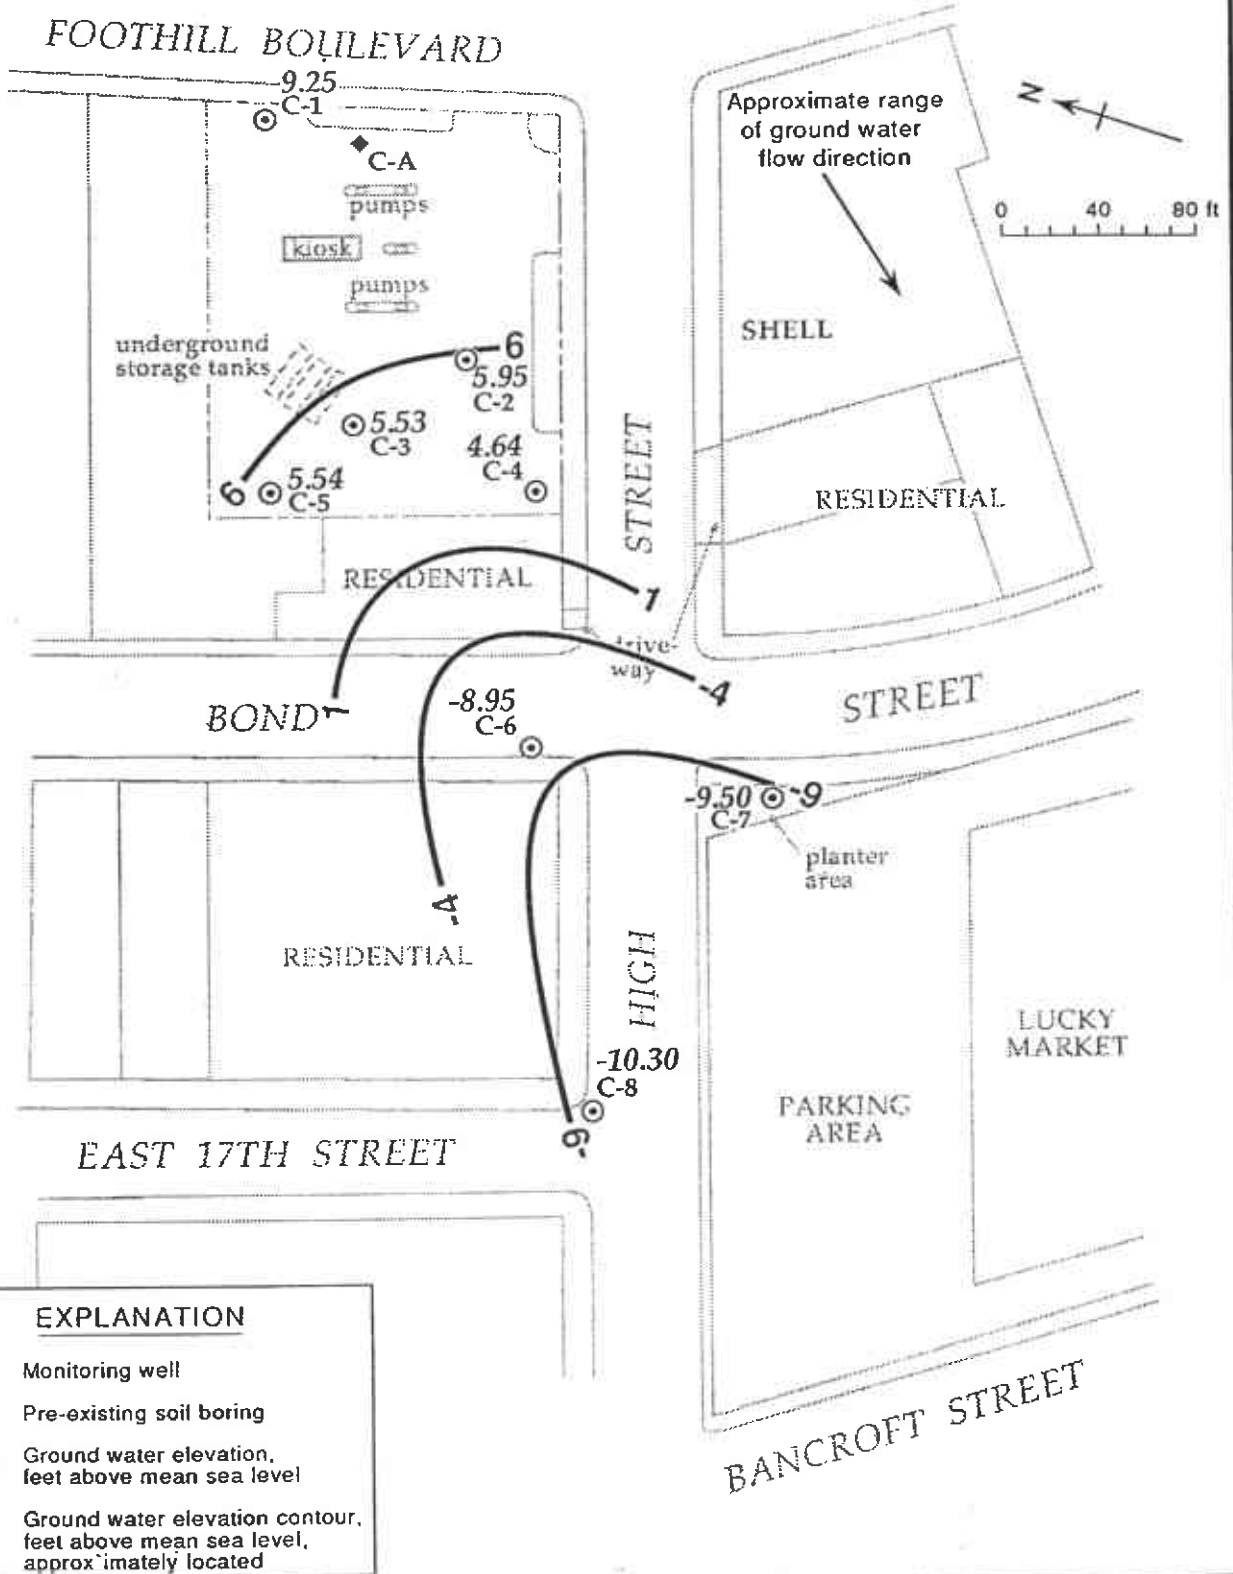 FOOTHILL BOULEVARD
9.25
C-1
C-A
pumps
kiosk
pumps
underground
storage tanks
6
5.95
C-2
5.53
C-3
4.64
C-4
6
5.54
C-5
Approximate range
of ground water
flow direction
N
0 40 80 ft
SHELL
STREET
RESIDENTIAL
RESIDENTIAL
1
drive-
way
-4
STREET
BOND
1
-8.95
C-6
-9.50
C-7
-9
planter
area
-4
RESIDENTIAL
HIGH
LUCKY
MARKET
PARKING
AREA
-10.30
C-8
-9
EAST 17TH STREET
BANCROFT STREET
EXPLANATION
Monitoring well
Pre-existing soil boring
Ground water elevation,
feet above mean sea level
Ground water elevation contour,
feet above mean sea level,
approximately located